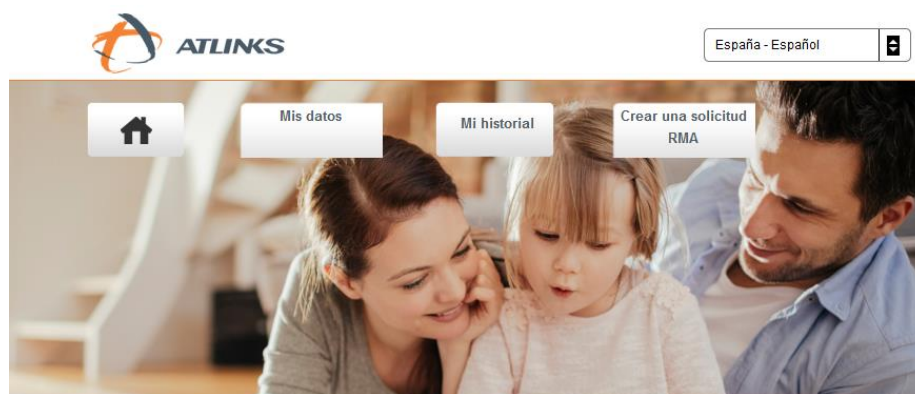 ATLINKS
España - Español
Mis datos
Mi historial
Crear una solicitud
RMA